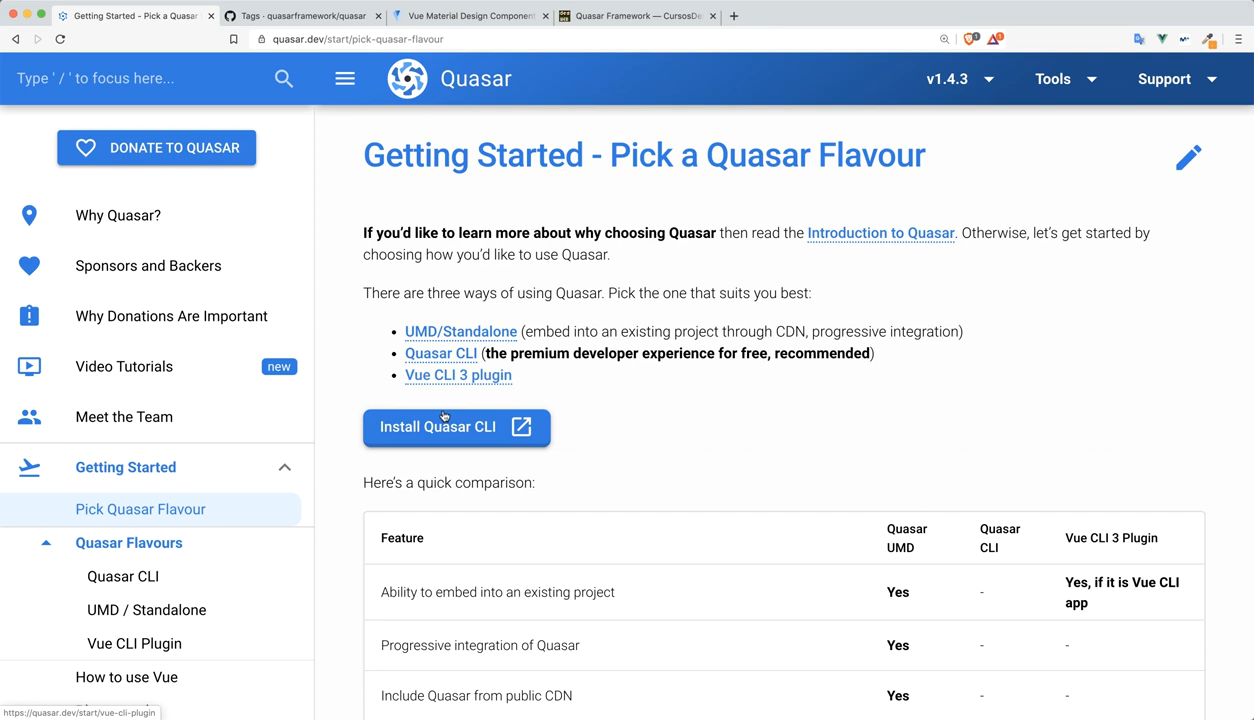 Getting Started - Pick a Quasar
Tags · quasarframework/quasar
Vue Material Design Component
Quasar Framework — CursosDe
quasar.dev/start/pick-quasar-flavour
1
1
Type ' / ' to focus here...
Quasar
v1.4.3
Tools
Support
DONATE TO QUASAR
Why Quasar?
Sponsors and Backers
Why Donations Are Important
Video Tutorials
new
Meet the Team
Getting Started
Pick Quasar Flavour
Quasar Flavours
Quasar CLI
UMD / Standalone
Vue CLI Plugin
How to use Vue
https://quasar.dev/start/vue-cli-plugin
Getting Started - Pick a Quasar Flavour
If you'd like to learn more about why choosing Quasar then read the Introduction to Quasar. Otherwise, let's get started by
choosing how you'd like to use Quasar.
There are three ways of using Quasar. Pick the one that suits you best:
• UMD/Standalone (embed into an existing project through CDN, progressive integration)
• Quasar CLI (the premium developer experience for free, recommended)
• Vue CLI 3 plugin
Install Quasar CLI
Here's a quick comparison:
Feature
Quasar
UMD
Quasar
CLI
Vue CLI 3 Plugin
Ability to embed into an existing project
Yes
-
Yes, if it is Vue CLI
app
Progressive integration of Quasar
Yes
-
-
Include Quasar from public CDN
Yes
-
-